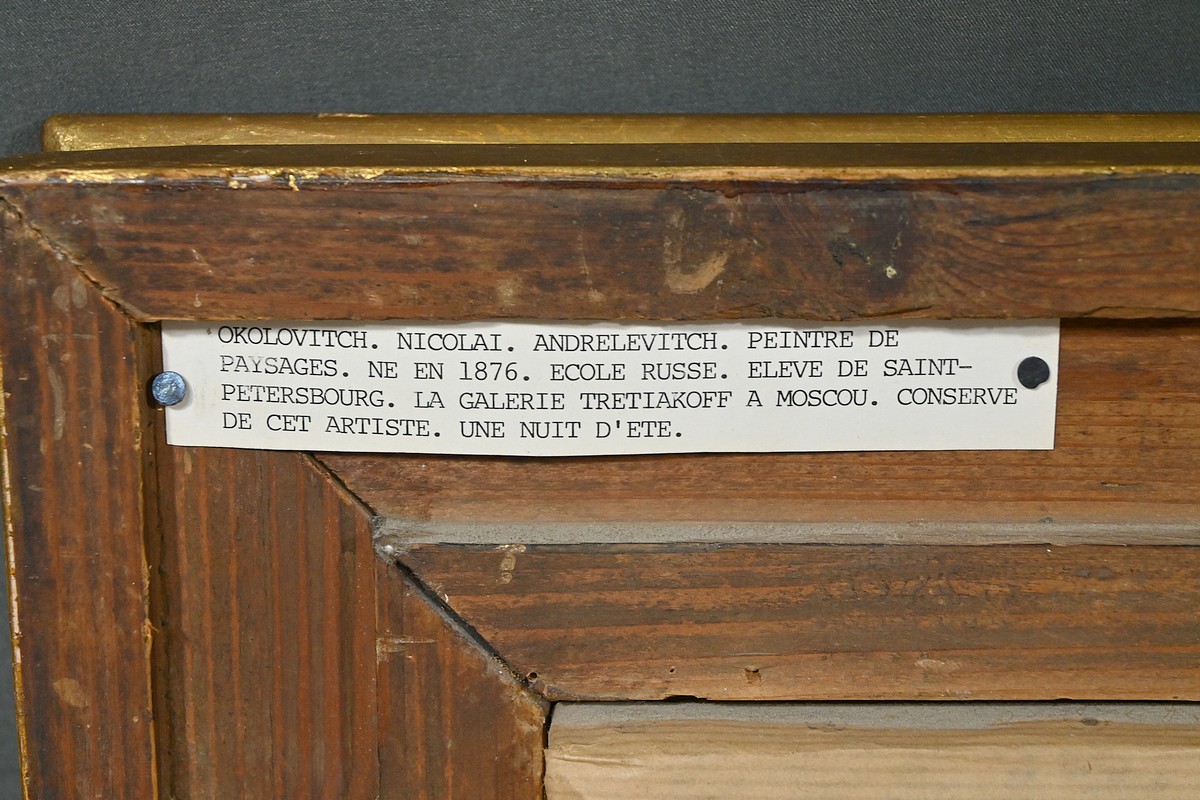 OKOLOVITCH. NICOLAI. ANDRELEVITCH. PEINTRE DE
PAYSAGES. NE EN 1876. ECOLE RUSSE. ELEVE DE SAINT-
PETERSBOURG. LA GALERIE TRETIAKOFF A MOSCOU. CONSERVE
DE CET ARTISTE. UNE NUIT D'ETE.